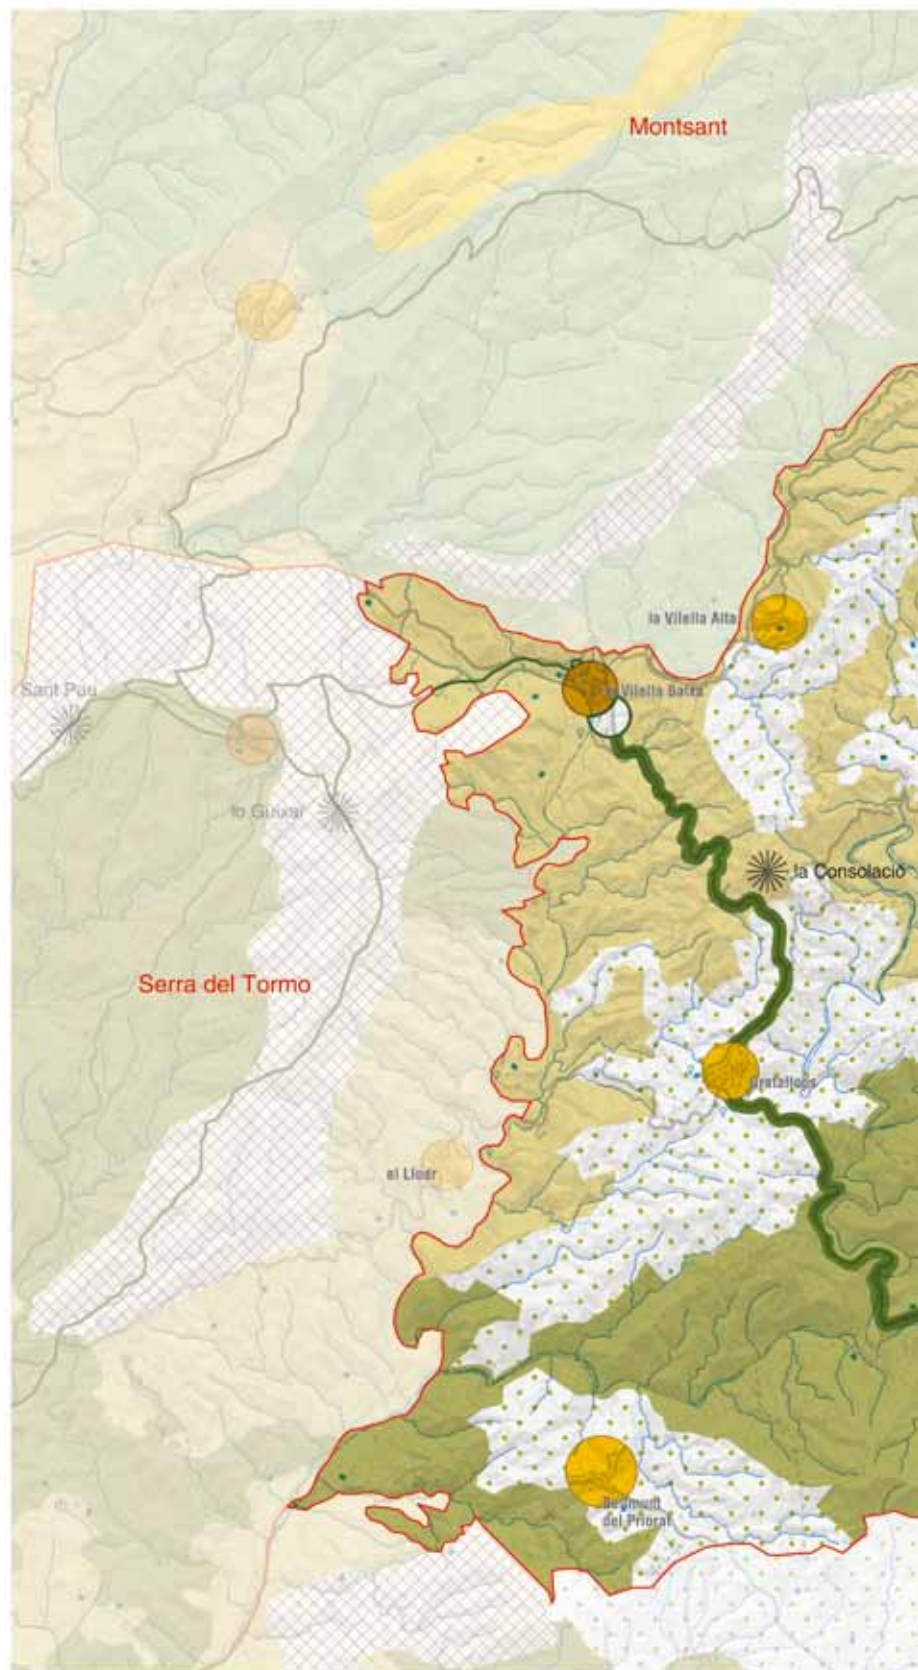 Montsant
la Vilella Alta
Sant Pau
la Vilella Baixa
lo Guixar
la Consolació
Serra del Tormo
Gratallops
el Lloar
Bellmunt
del Priorat